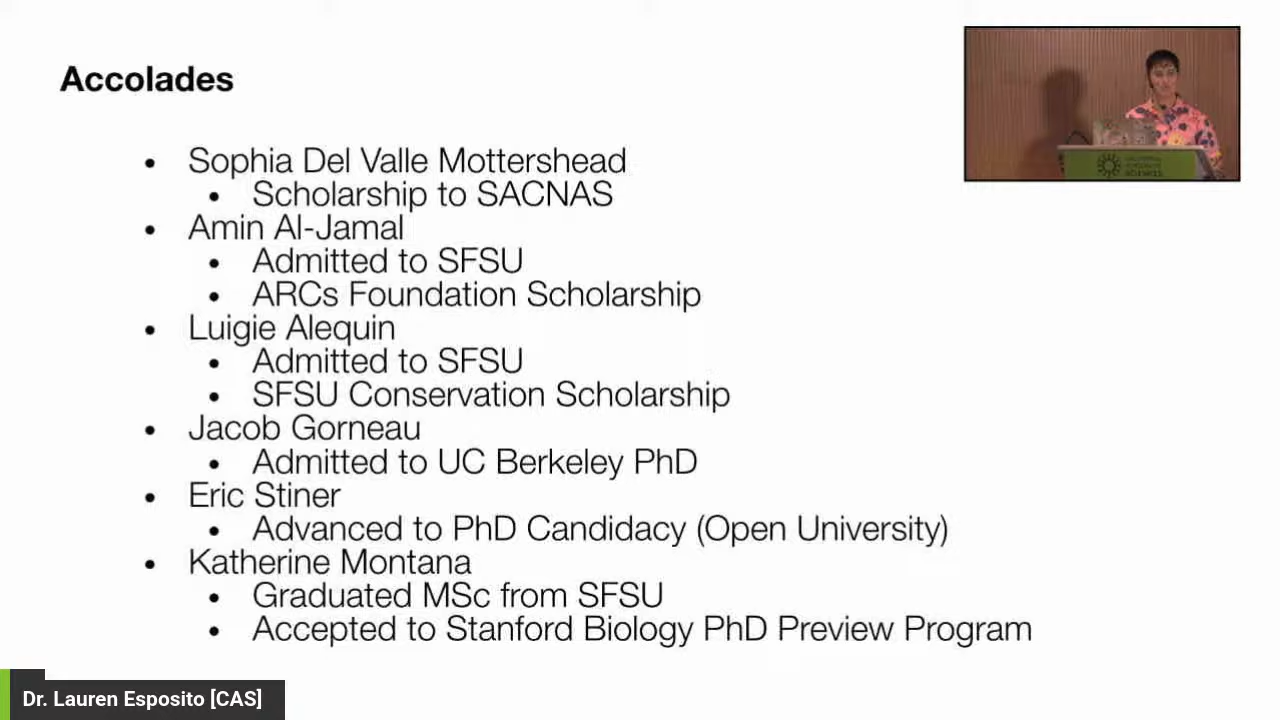 Accolades
• Sophia Del Valle Mottershead
• Scholarship to SACNAS
• Amin Al-Jamal
• Admitted to SFSU
• ARCs Foundation Scholarship
• Luigie Alequin
• Admitted to SFSU
• SFSU Conservation Scholarship
• Jacob Gorneau
• Admitted to UC Berkeley PhD
• Eric Stiner
• Advanced to PhD Candidacy (Open University)
• Katherine Montana
• Graduated MSc from SFSU
• Accepted to Stanford Biology PhD Preview Program
Dr. Lauren Esposito [CAS]